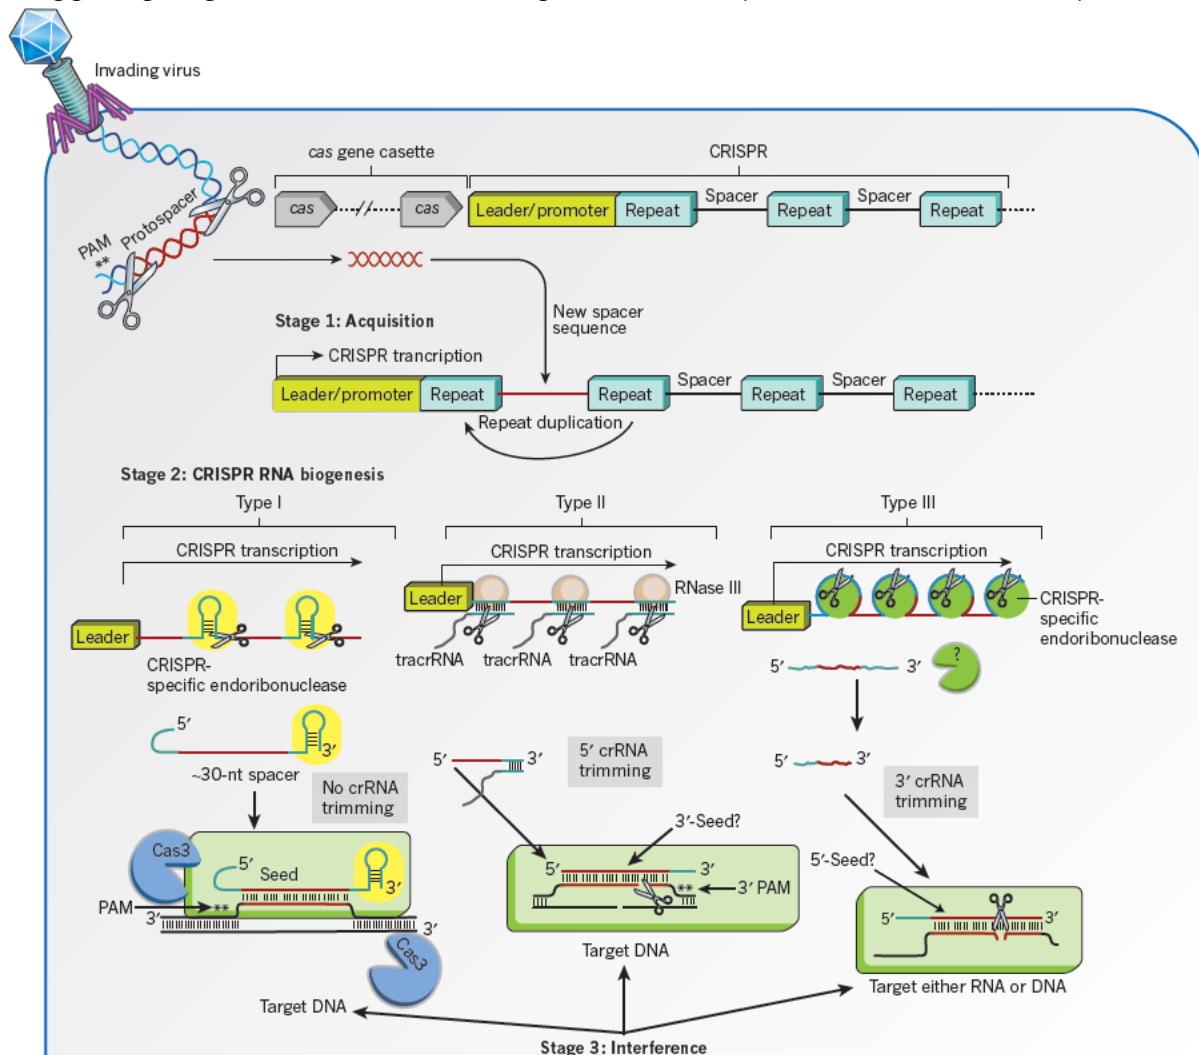 Invading virus
cas gene casette
CRISPR
Protospacer
PAM
**
cas
cas
Leader/promoter
Repeat
Spacer
Repeat
Spacer
Repeat
Stage 1: Acquisition
New spacer
sequence
CRISPR trancription
Leader/promoter
Repeat
Repeat
Spacer
Repeat
Spacer
Repeat
Repeat duplication
Stage 2: CRISPR RNA biogenesis
Type I
CRISPR transcription
Leader
CRISPR-
specific endoribonuclease
5′
3′
~30-nt spacer
No crRNA
trimming
Cas3
5′
Seed
3′
PAM
**
3′
3′
Cas3
Target DNA
Type II
CRISPR transcription
Leader
RNase III
tracrRNA
tracrRNA
tracrRNA
5′
3′
5′ crRNA
trimming
3′-Seed?
5′
3′
**
3′ PAM
Target DNA
Type III
CRISPR transcription
Leader
CRISPR-
specific
endoribonuclease
5′
3′
?
5′
3′
3′ crRNA
trimming
5′-Seed?
5′
3′
Target either RNA or DNA
Stage 3: Interference